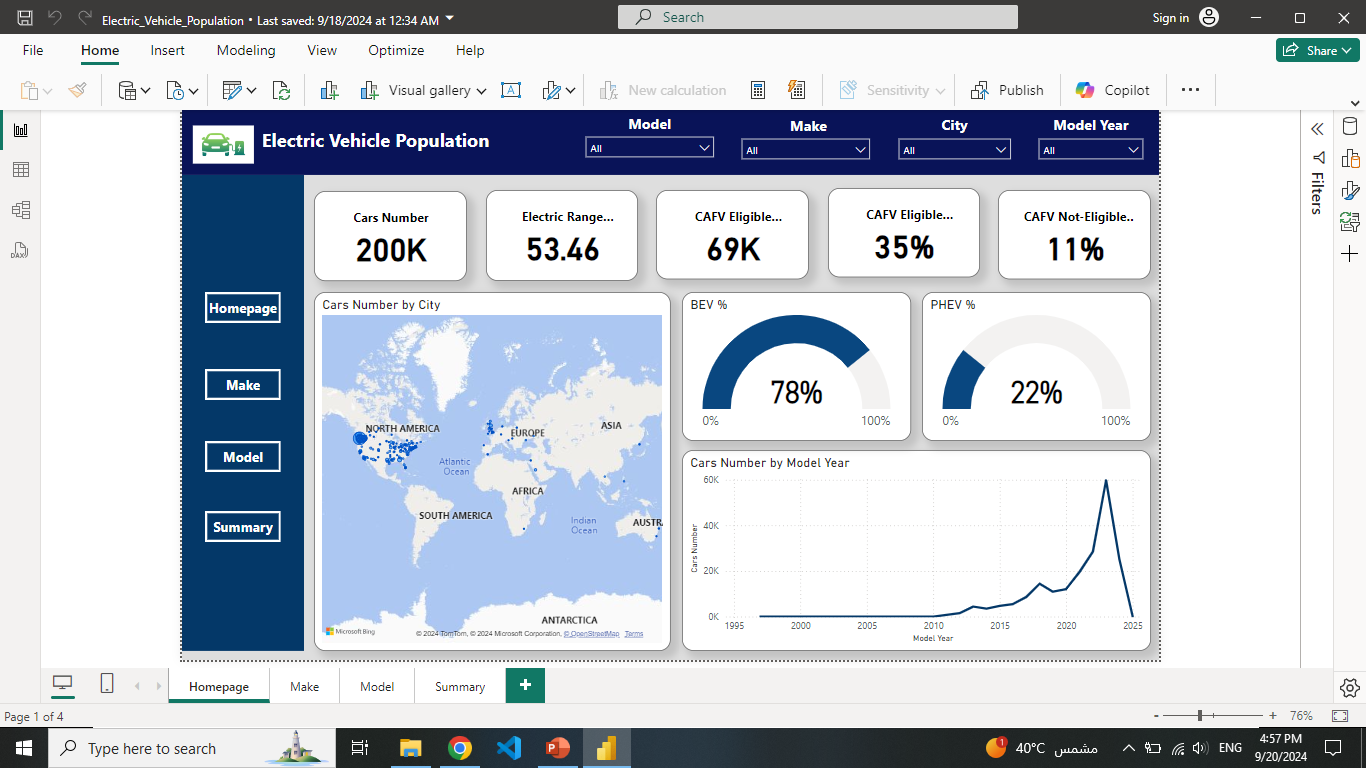 Electric_Vehicle_Population • Last saved: 9/18/2024 at 12:34 AM
Search
Sign in
File Home Insert Modeling View Optimize Help
Share
Visual gallery
New calculation
Sensitivity
Publish
Copilot
Electric Vehicle Population
Model
All
Make
All
City
All
Model Year
All
Filters
DAX
Homepage
Make
Model
Summary
Cars Number
200K
Electric Range...
53.46
CAFV Eligible...
69K
CAFV Eligible...
35%
CAFV Not-Eligible..
11%
Cars Number by City
NORTH AMERICA
EUROPE
ASIA
Atlantic
Ocean
AFRICA
SOUTH AMERICA
Indian
Ocean
AUSTR
ANTARCTICA
Microsoft Bing
© 2024 TomTom, © 2024 Microsoft Corporation, © OpenStreetMap Terms
BEV %
78%
0% 100%
PHEV %
22%
0% 100%
Cars Number by Model Year
60K
40K
20K
0K
Cars Number
1995 2000 2005 2010 2015 2020 2025
Model Year
Homepage Make Model Summary
Page 1 of 4
- + 76%
Type here to search
1
40°C مشمس
ENG
4:57 PM
9/20/2024